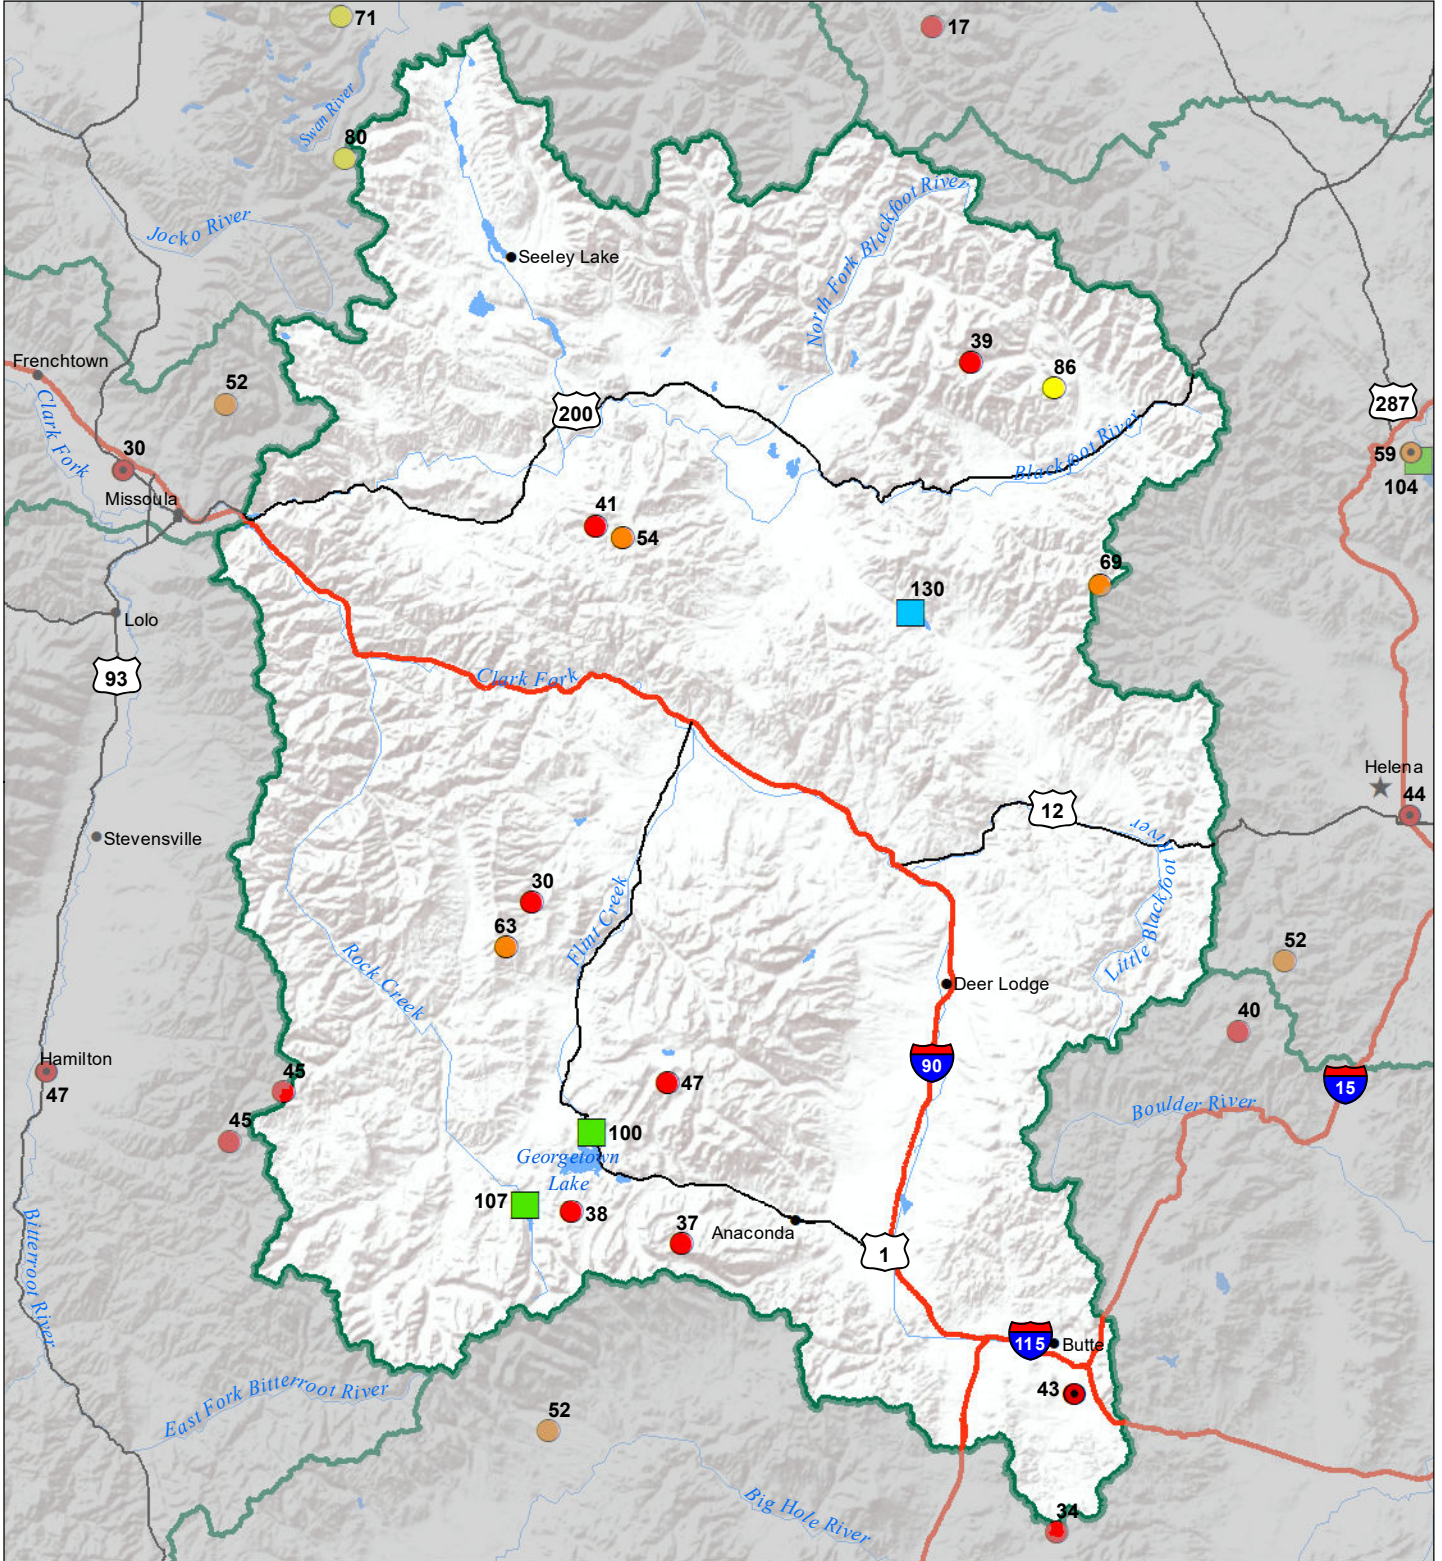 71
17
Swan River
80
Jocko River
North Fork Blackfoot River
Seeley Lake
39
86
Frenchtown
52
200
287
Clark Fork
30
Blackfoot River
59
104
Missoula
41
54
69
130
Lolo
93
Clark Fork
Helena
44
12
Stevensville
Little Blackfoot River
30
Flint Creek
63
52
Rock Creek
Deer Lodge
40
Hamilton
47
45
47
90
15
Boulder River
45
100
Georgetown
Lake
107
38
37
Anaconda
1
Bitterroot River
115
Butte
43
East Fork Bitterroot River
52
Big Hole River
34